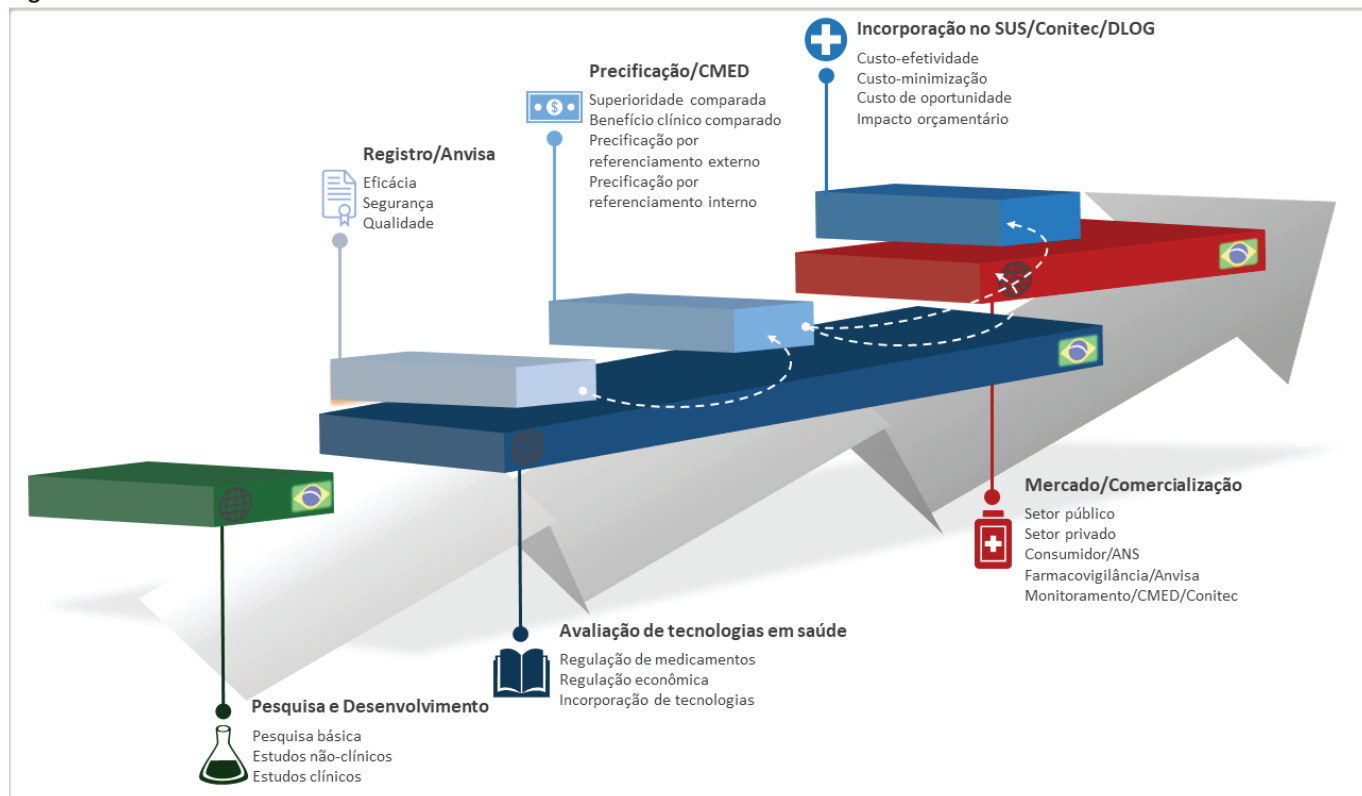 Incorporação no SUS/Conitec/DLOG
Custo-efetividade
Custo-minimização
Custo de oportunidade
Impacto orçamentário
Precificação/CMED
Superioridade comparada
Benefício clínico comparado
Precificação por
referenciamento externo
Precificação por
referenciamento interno
$
Registro/Anvisa
Eficácia
Segurança
Qualidade
Mercado/Comercialização
Setor público
Setor privado
Consumidor/ANS
Farmacovigilância/Anvisa
Monitoramento/CMED/Conitec
Avaliação de tecnologias em saúde
Regulação de medicamentos
Regulação econômica
Incorporação de tecnologias
Pesquisa e Desenvolvimento
Pesquisa básica
Estudos não-clínicos
Estudos clínicos